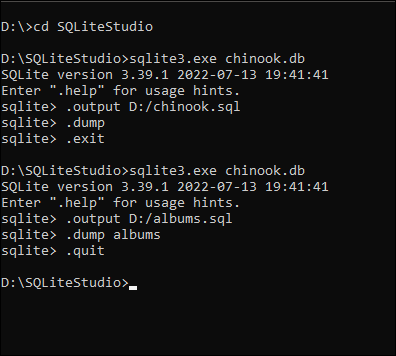 D:\>cd SQLiteStudio
D:\SQLiteStudio>sqlite3.exe chinook.db
SQLite version 3.39.1 2022-07-13 19:41:41
Enter ".help" for usage hints.
sqlite> .output D:/chinook.sql
sqlite> .dump
sqlite> .exit
D:\SQLiteStudio>sqlite3.exe chinook.db
SQLite version 3.39.1 2022-07-13 19:41:41
Enter ".help" for usage hints.
sqlite> .output D:/albums.sql
sqlite> .dump albums
sqlite> .quit
D:\SQLiteStudio>